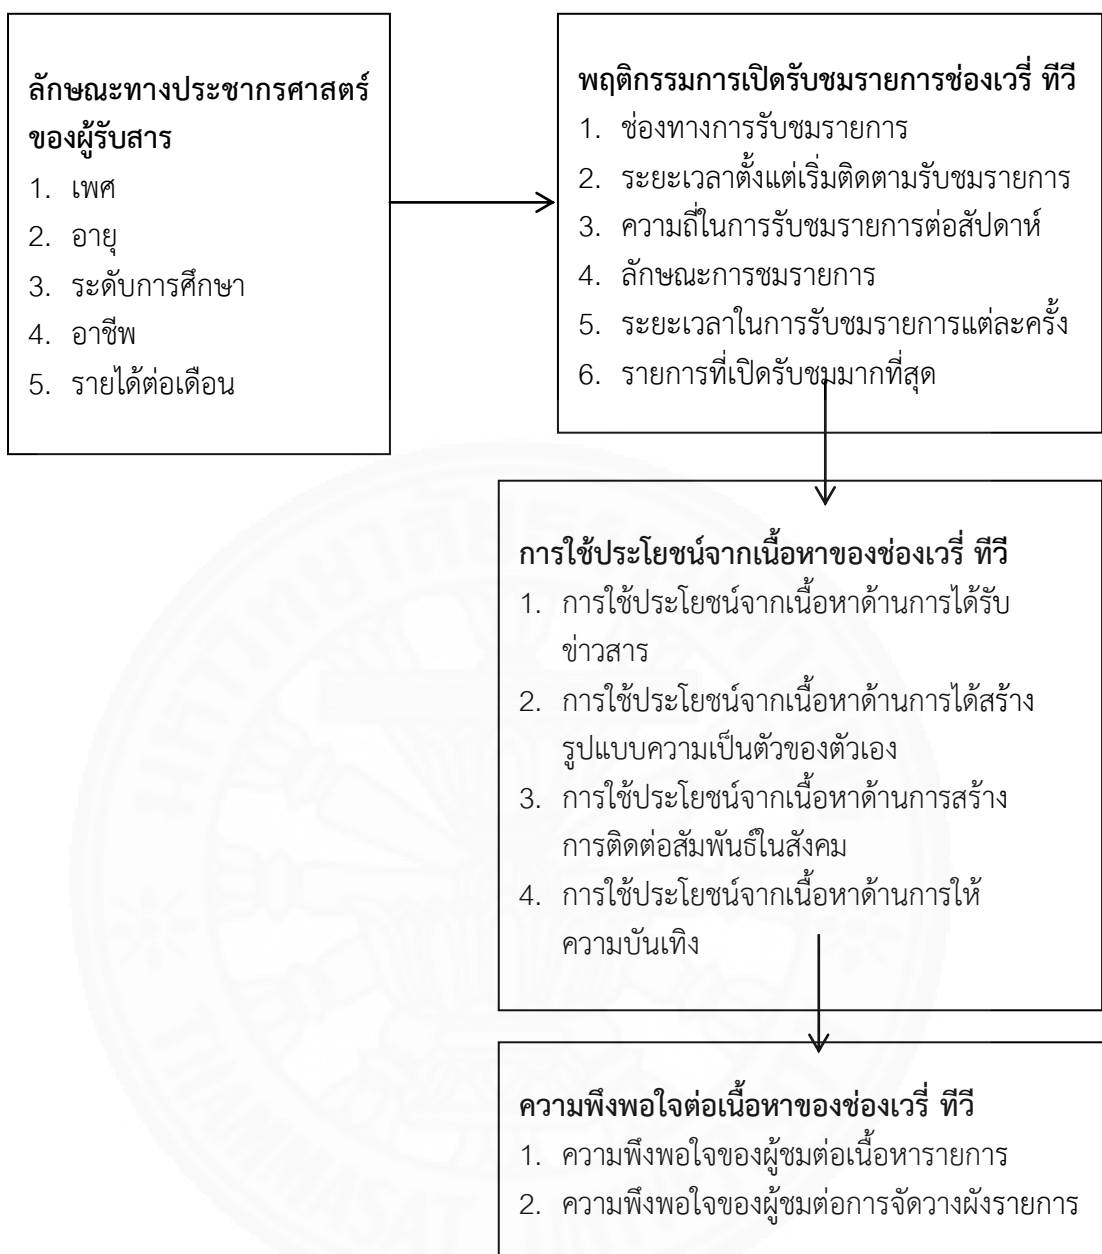 ลักษณะทางประชากรศาสตร์
ของผู้รับสาร
1. เพศ
2. อายุ
3. ระดับการศึกษา
4. อาชีพ
5. รายได้ต่อเดือน
พฤติกรรมการเปิดรับชมรายการช่องเวรี่ ทีวี
1. ช่องทางการรับชมรายการ
2. ระยะเวลาตั้งแต่เริ่มติดตามรับชมรายการ
3. ความถี่ในการรับชมรายการต่อสัปดาห์
4. ลักษณะการชมรายการ
5. ระยะเวลาในการรับชมรายการแต่ละครั้ง
6. รายการที่เปิดรับชมมากที่สุด
การใช้ประโยชน์จากเนื้อหาของช่องเวรี่ ทีวี
1. การใช้ประโยชน์จากเนื้อหาด้านการได้รับ
ข่าวสาร
2. การใช้ประโยชน์จากเนื้อหาด้านการได้สร้าง
รูปแบบความเป็นตัวของตัวเอง
3. การใช้ประโยชน์จากเนื้อหาด้านการสร้าง
การติดต่อสัมพันธ์ในสังคม
4. การใช้ประโยชน์จากเนื้อหาด้านการให้
ความบันเทิง
ความพึงพอใจต่อเนื้อหาของช่องเวรี่ ทีวี
1. ความพึงพอใจของผู้ชมต่อเนื้อหารายการ
2. ความพึงพอใจของผู้ชมต่อการจัดวางผังรายการ